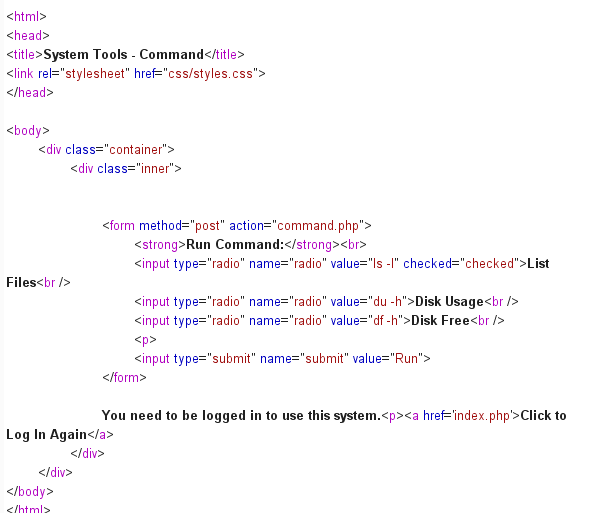 <html>
<head>
<title>System Tools - Command</title>
<link rel="stylesheet" href="css/styles.css">
</head>
<body>
<div class="container">
<div class="inner">
<form method="post" action="command.php">
<strong>Run Command:</strong><br>
<input type="radio" name="radio" value="ls -l" checked="checked">List
Files<br />
<input type="radio" name="radio" value="du -h">Disk Usage<br />
<input type="radio" name="radio" value="df -h">Disk Free<br />
<p>
<input type="submit" name="submit" value="Run">
</form>
You need to be logged in to use this system.<p><a href='index.php'>Click to
Log In Again</a>
</div>
</div>
</body>
</html>